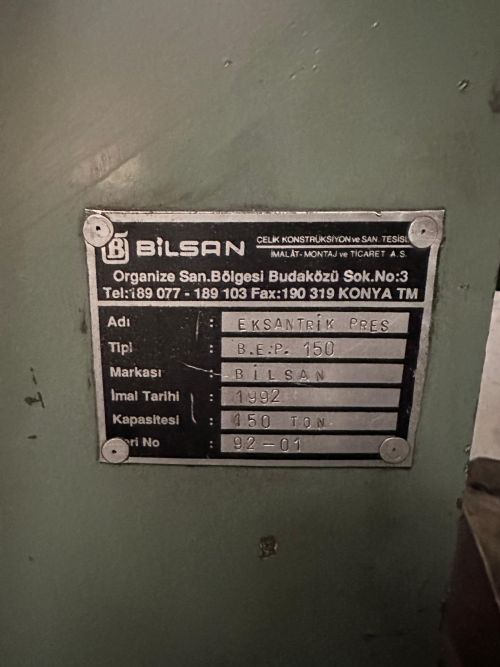 BİLSAN
ÇELİK KONSTRÜKSİYON ve SAN. TESİSL
İMALÂT-MONTAJ ve TİCARET A.S.
Organize San.Bölgesi Budaközü Sok.No:3
Tel:189 077 - 189 103 Fax:190 319 KONYA TM
Adı : EKSANTRİK PRES
Tipi : B.E.P. 150
Markası : BİLSAN
İmal Tarihi : 1992
Kapasitesi : 150 TON
eri No : 92-01